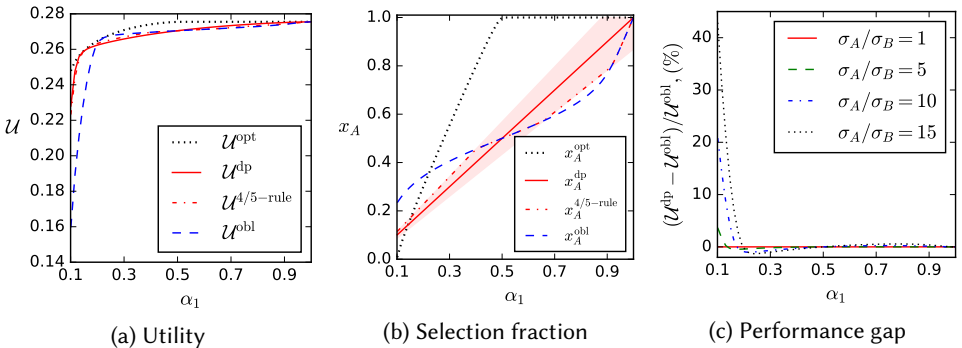 0.28
0.26
0.24
0.22
0.20
0.18
0.16
0.14
𝒰
0.1 0.3 0.5 0.7 0.9
α₁
𝒰^opt
𝒰^dp
𝒰^4/5−rule
𝒰^obl
(a) Utility
1.0
0.8
0.6
0.4
0.2
0.0
x_A
0.1 0.3 0.5 0.7 0.9
α₁
x_A^opt
x_A^dp
x_A^4/5−rule
x_A^obl
(b) Selection fraction
(𝒰^dp − 𝒰^obl)/𝒰^obl, (%)
40
30
20
10
0
0.1 0.3 0.5 0.7 0.9
α₁
σ_A/σ_B = 1
σ_A/σ_B = 5
σ_A/σ_B = 10
σ_A/σ_B = 15
(c) Performance gap